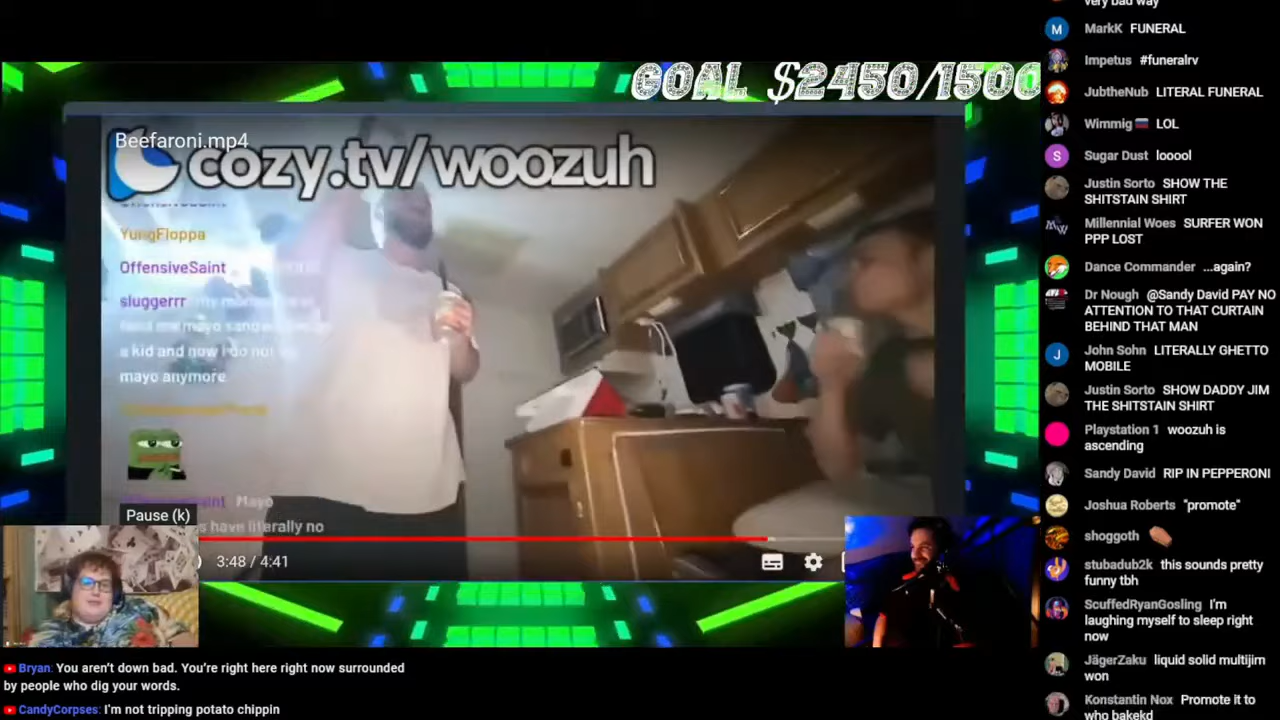 GOAL $2450/1500
Beefaroni.mp4
cozy.tv/woozuh
YungFloppa
OffensiveSaint
sluggerrr my
a kid and now I do not
mayo anymore
Mayo
s have literally no
Pause (k)
3:48 / 4:41
Bryan: You aren't down bad. You're right here right now surrounded
by people who dig your words.
CandyCorpses: I'm not tripping potato chippin
very bad way
MarkK FUNERAL
Impetus #funeralrv
JubtheNub LITERAL FUNERAL
Wimmig LOL
Sugar Dust looool
Justin Sorto SHOW THE
SHITSTAIN SHIRT
Millennial Woes SURFER WON
PPP LOST
Dance Commander ...again?
Dr Nough @Sandy David PAY NO
ATTENTION TO THAT CURTAIN
BEHIND THAT MAN
John Sohn LITERALLY GHETTO
MOBILE
Justin Sorto SHOW DADDY JIM
THE SHITSTAIN SHIRT
Playstation 1 woozuh is
ascending
Sandy David RIP IN PEPPERONI
Joshua Roberts "promote"
shoggoth
stubadub2k this sounds pretty
funny tbh
ScuffedRyanGosling I'm
laughing myself to sleep right
now
JägerZaku liquid solid multijim
won
Konstantin Nox Promote it to
who bakekd